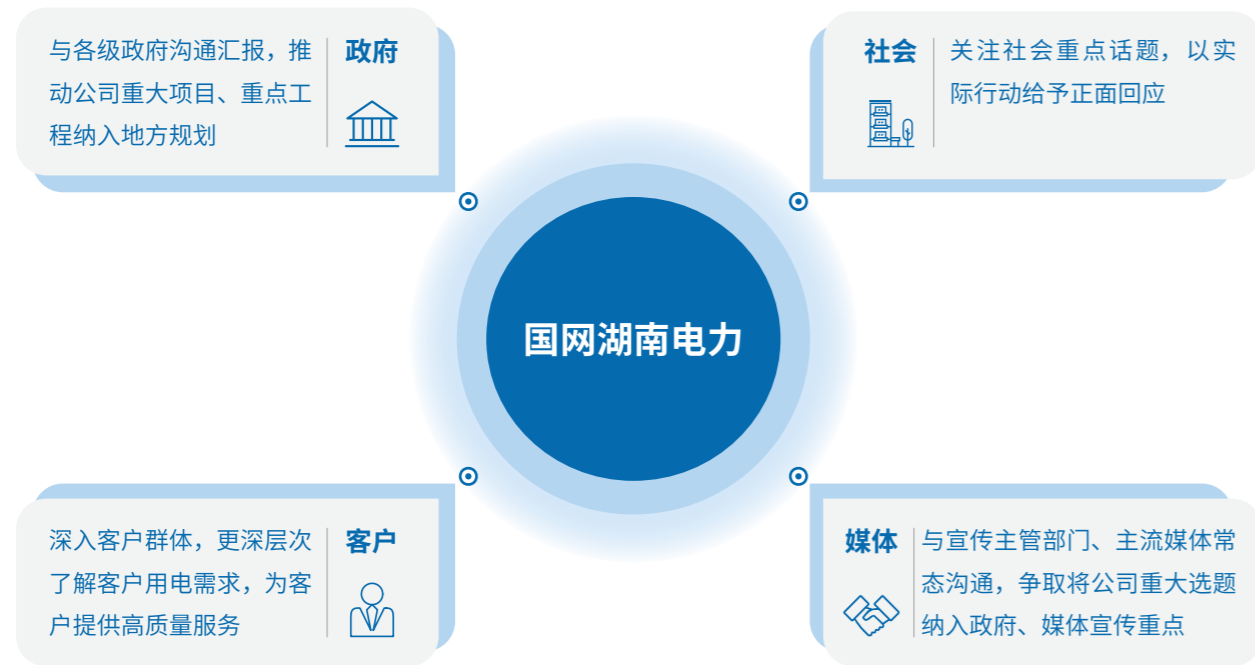 与各级政府沟通汇报，推
动公司重大项目、重点工
程纳入地方规划
政府
社会
关注社会重点话题，以实
际行动给予正面回应
国网湖南电力
深入客户群体，更深层次
了解客户用电需求，为客
户提供高质量服务
客户
媒体
与宣传主管部门、主流媒体常
态沟通，争取将公司重大选题
纳入政府、媒体宣传重点